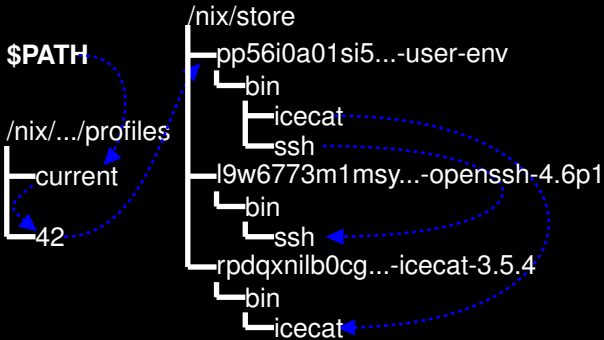 $PATH
/nix/.../profiles
current
42
/nix/store
pp56i0a01si5...-user-env
bin
icecat
ssh
l9w6773m1msy...-openssh-4.6p1
bin
ssh
rpdqxnilb0cg...-icecat-3.5.4
bin
icecat